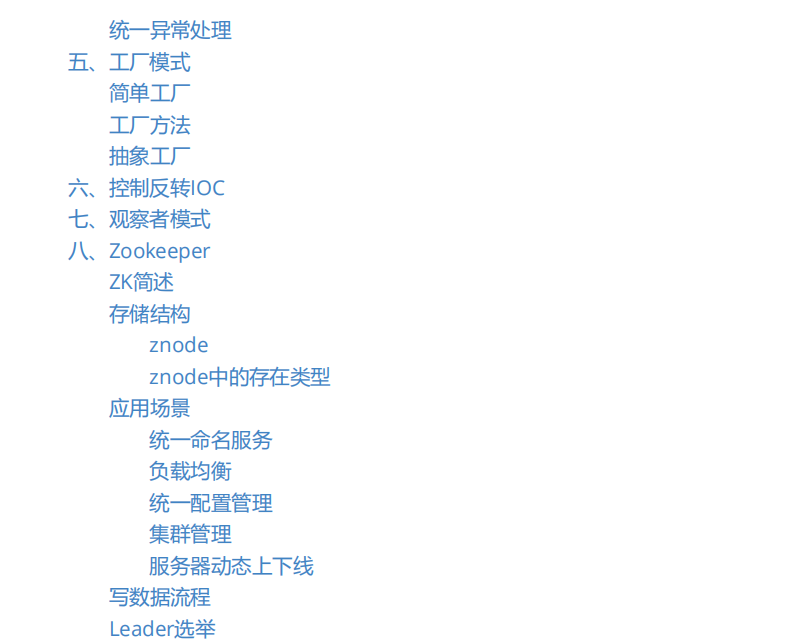 统一异常处理
五、工厂模式
简单工厂
工厂方法
抽象工厂
六、控制反转IOC
七、观察者模式
八、Zookeeper
ZK简述
存储结构
znode
znode中的存在类型
应用场景
统一命名服务
负载均衡
统一配置管理
集群管理
服务器动态上下线
写数据流程
Leader选举